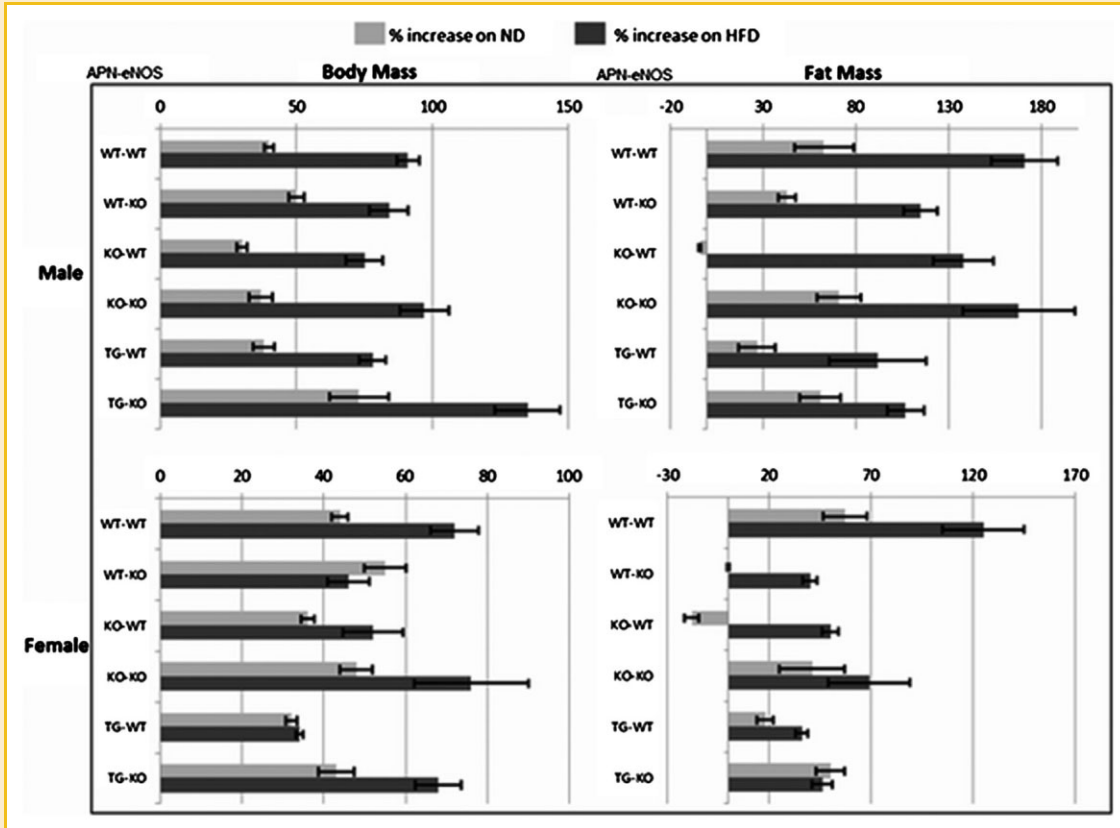 % increase on ND % increase on HFD
APN-eNOS Body Mass APN-eNOS Fat Mass
0 50 100 150 -20 30 80 130 180
WT-WT WT-WT
WT-KO WT-KO
KO-WT KO-WT
Male
KO-KO KO-KO
TG-WT TG-WT
TG-KO TG-KO
0 20 40 60 80 100 -30 20 70 120 170
WT-WT WT-WT
WT-KO WT-KO
KO-WT KO-WT
Female
KO-KO KO-KO
TG-WT TG-WT
TG-KO TG-KO